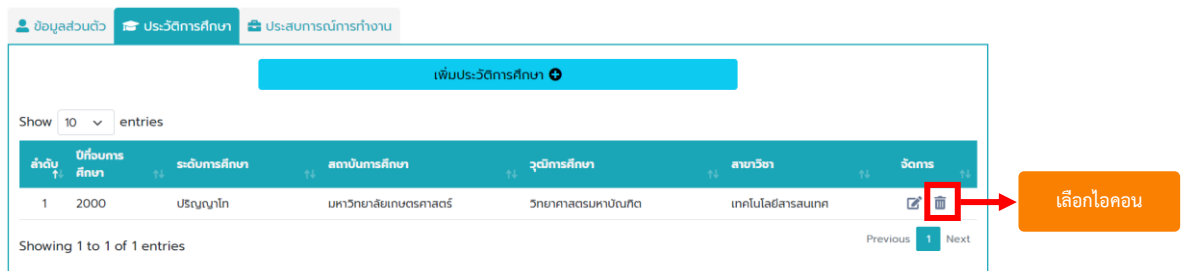 ข้อมูลส่วนตัว ประวัติการศึกษา ประสบการณ์การทำงาน
เพิ่มประวัติการศึกษา
Show 10 entries
ลำดับ ปีที่จบการศึกษา ระดับการศึกษา สถาบันการศึกษา วุฒิการศึกษา สาขาวิชา จัดการ
1 2000 ปริญญาโท มหาวิทยาลัยเกษตรศาสตร์ วิทยาศาสตรมหาบัณฑิต เทคโนโลยีสารสนเทศ
เลือกไอคอน
Showing 1 to 1 of 1 entries Previous 1 Next